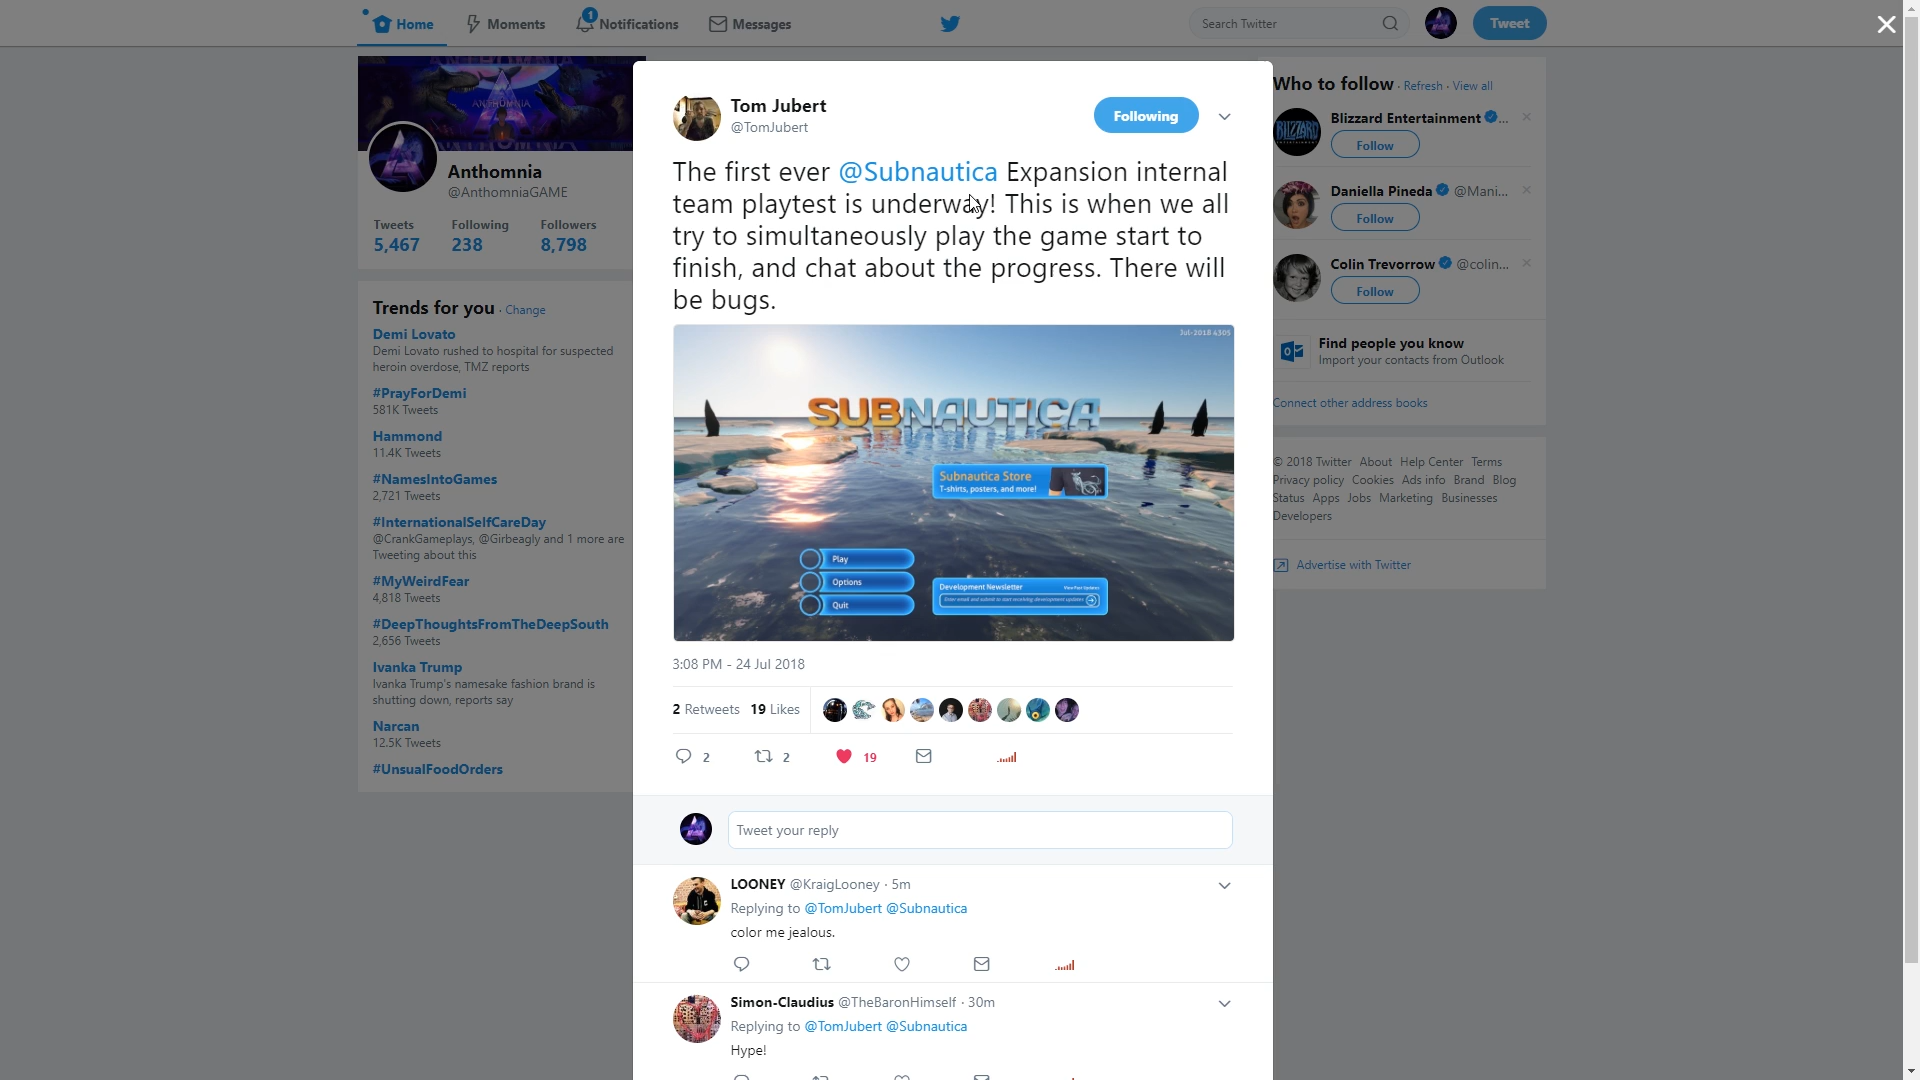 Home
Moments
1
Notifications
Messages
Search Twitter
Tweet
ANTHOMNIA
Anthomnia
@AnthomniaGAME
Tweets Following Followers
5,467 238 8,798
Trends for you · Change
Demi Lovato
Demi Lovato rushed to hospital for suspected
heroin overdose, TMZ reports
#PrayForDemi
581K Tweets
Hammond
11.4K Tweets
#NamesIntoGames
2,721 Tweets
#InternationalSelfCareDay
@CrankGameplays, @Girbeagly and 1 more are
Tweeting about this
#MyWeirdFear
4,818 Tweets
#DeepThoughtsFromTheDeepSouth
2,656 Tweets
Ivanka Trump
Ivanka Trump's namesake fashion brand is
shutting down, reports say
Narcan
12.5K Tweets
#UnsualFoodOrders
Tom Jubert
@TomJubert
Following
The first ever @Subnautica Expansion internal
team playtest is underway! This is when we all
try to simultaneously play the game start to
finish, and chat about the progress. There will
be bugs.
Jul-2018 4305
SUBNAUTICA
Subnautica Store
T-shirts, posters, and more!
Play
Options
Quit
Development Newsletter
View Past Updates
Enter email and submit to start receiving development updates
3:08 PM - 24 Jul 2018
2 Retweets 19 Likes
2 2 19
Tweet your reply
LOONEY @KraigLooney · 5m
Replying to @TomJubert @Subnautica
color me jealous.
Simon-Claudius @TheBaronHimself · 30m
Replying to @TomJubert @Subnautica
Hype!
Who to follow · Refresh · View all
BLIZZARD
ENTERTAINMENT
Blizzard Entertainment ...
Follow
Daniella Pineda @Mani...
Follow
Colin Trevorrow @colin...
Follow
Find people you know
Import your contacts from Outlook
Connect other address books
© 2018 Twitter About Help Center Terms
Privacy policy Cookies Ads info Brand Blog
Status Apps Jobs Marketing Businesses
Developers
Advertise with Twitter